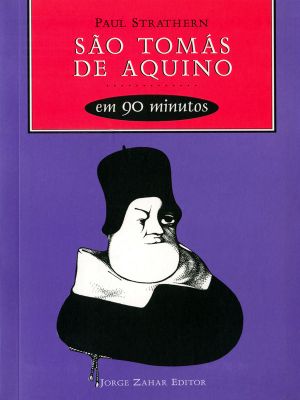 PAUL STRATHERN
SÃO TOMÁS
DE AQUINO
em 90 minutos
JORGE ZAHAR EDITOR